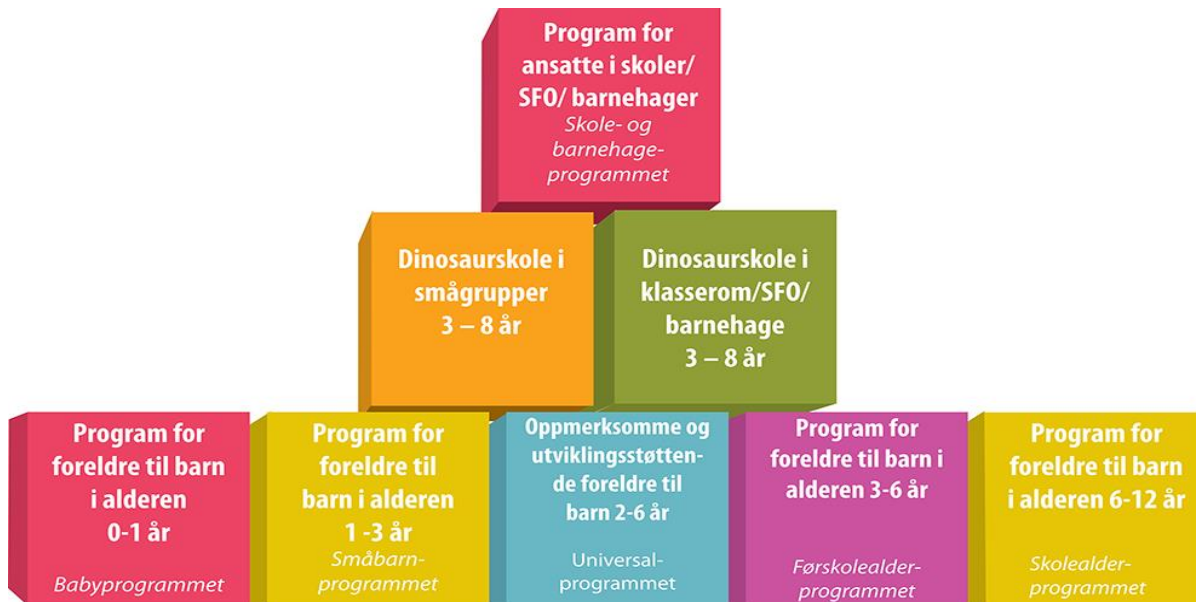 Program for
ansatte i skoler/
SFO/ barnehager
Skole- og
barnehage-
programmet
Dinosaurskole i
smågrupper
3 – 8 år
Dinosaurskole i
klasserom/SFO/
barnehage
3 – 8 år
Program for
foreldre til barn
i alderen
0-1 år
Babyprogrammet
Program for
foreldre til
barn i alderen
1 -3 år
Småbarn-
programmet
Oppmerksomme og
utviklingsstøtten-
de foreldre til
barn 2-6 år
Universal-
programmet
Program for
foreldre til barn i
alderen 3-6 år
Førskolealder-
programmet
Program for
foreldre til barn
i alderen 6-12 år
Skolealder-
programmet